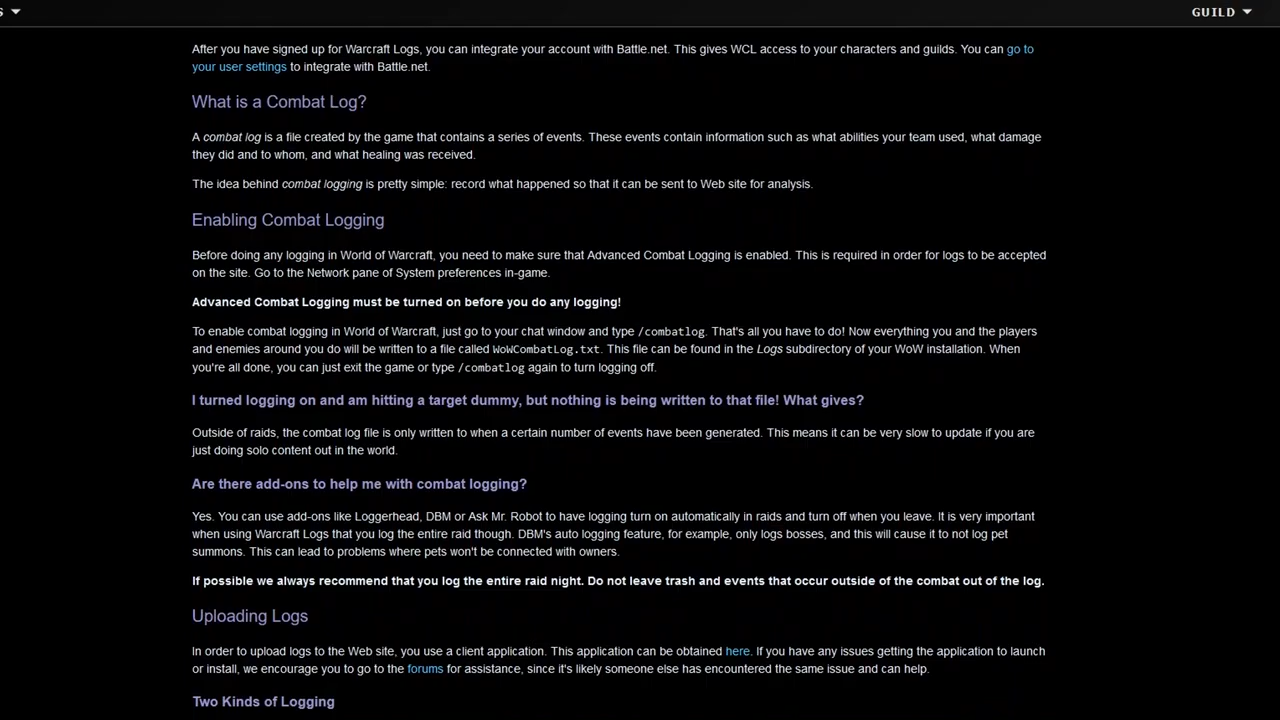 S
GUILD
After you have signed up for Warcraft Logs, you can integrate your account with Battle.net. This gives WCL access to your characters and guilds. You can go to
your user settings to integrate with Battle.net.
What is a Combat Log?
A combat log is a file created by the game that contains a series of events. These events contain information such as what abilities your team used, what damage
they did and to whom, and what healing was received.
The idea behind combat logging is pretty simple: record what happened so that it can be sent to Web site for analysis.
Enabling Combat Logging
Before doing any logging in World of Warcraft, you need to make sure that Advanced Combat Logging is enabled. This is required in order for logs to be accepted
on the site. Go to the Network pane of System preferences in-game.
Advanced Combat Logging must be turned on before you do any logging!
To enable combat logging in World of Warcraft, just go to your chat window and type /combatlog. That's all you have to do! Now everything you and the players
and enemies around you do will be written to a file called WoWCombatLog.txt. This file can be found in the Logs subdirectory of your WoW installation. When
you're all done, you can just exit the game or type /combatlog again to turn logging off.
I turned logging on and am hitting a target dummy, but nothing is being written to that file! What gives?
Outside of raids, the combat log file is only written to when a certain number of events have been generated. This means it can be very slow to update if you are
just doing solo content out in the world.
Are there add-ons to help me with combat logging?
Yes. You can use add-ons like Loggerhead, DBM or Ask Mr. Robot to have logging turn on automatically in raids and turn off when you leave. It is very important
when using Warcraft Logs that you log the entire raid though. DBM's auto logging feature, for example, only logs bosses, and this will cause it to not log pet
summons. This can lead to problems where pets won't be connected with owners.
If possible we always recommend that you log the entire raid night. Do not leave trash and events that occur outside of the combat out of the log.
Uploading Logs
In order to upload logs to the Web site, you use a client application. This application can be obtained here. If you have any issues getting the application to launch
or install, we encourage you to go to the forums for assistance, since it's likely someone else has encountered the same issue and can help.
Two Kinds of Logging